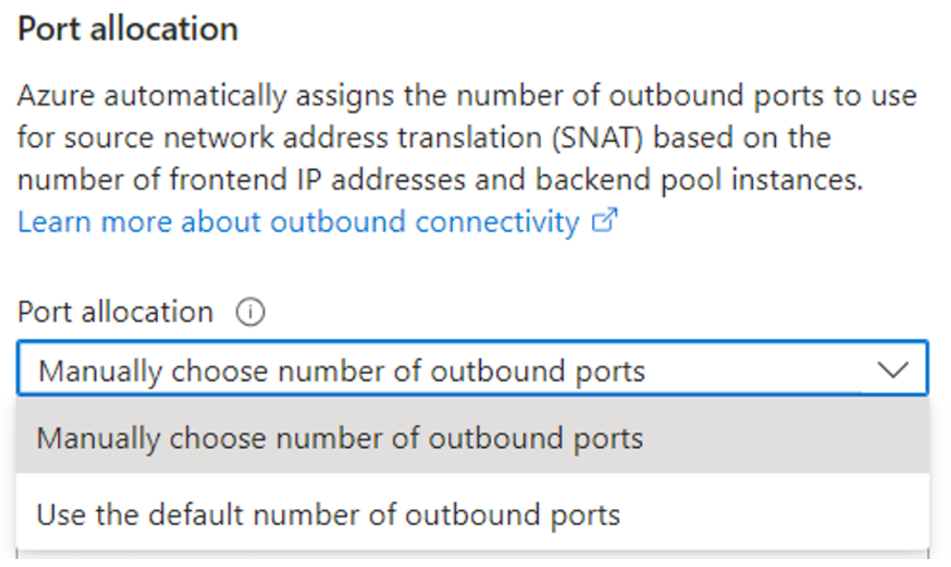 Port allocation
Azure automatically assigns the number of outbound ports to use
for source network address translation (SNAT) based on the
number of frontend IP addresses and backend pool instances.
Learn more about outbound connectivity
Port allocation
Manually choose number of outbound ports
Manually choose number of outbound ports
Use the default number of outbound ports